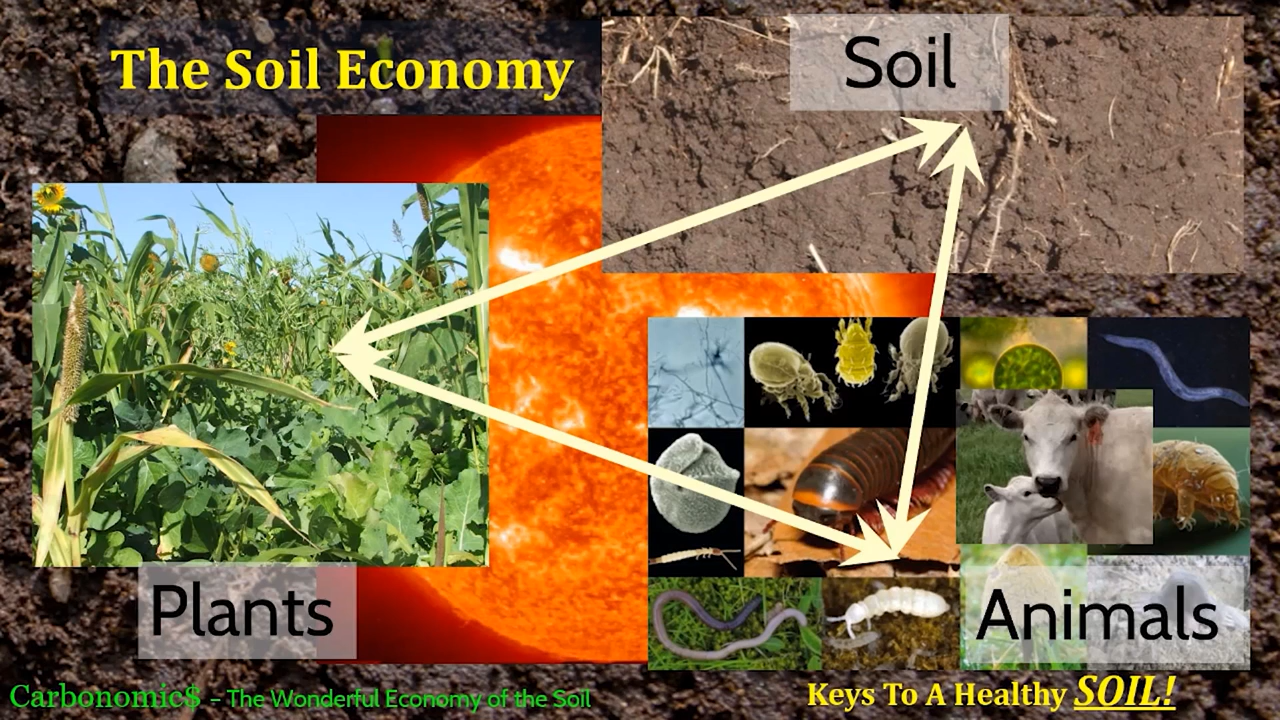 The Soil Economy
Soil
Plants
Animals
Carbonomic$ – The Wonderful Economy of the Soil
Keys To A Healthy SOIL!